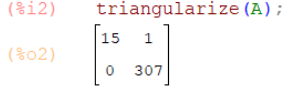 (%i2) triangularize(A);
(%o2) [15 1
0 307]